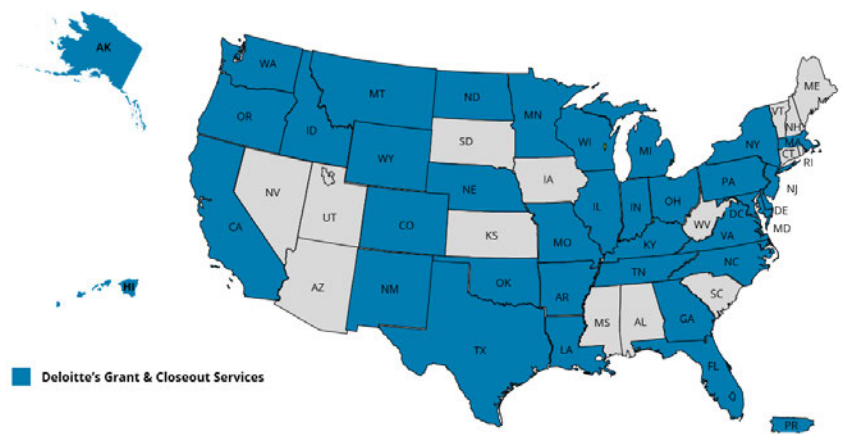 AK
WA
MT
ND
MN
ME
VT
NH
OR
ID
WI
MI
NY
MA
SD
WY
CT
RI
IA
PA
NE
NJ
NV
IL
IN
OH
UT
CO
DE
DC
WV
CA
KS
MO
KY
VA
MD
NC
TN
AZ
NM
OK
AR
SC
HI
MS
AL
GA
TX
LA
FL
Deloitte's Grant & Closeout Services
PR